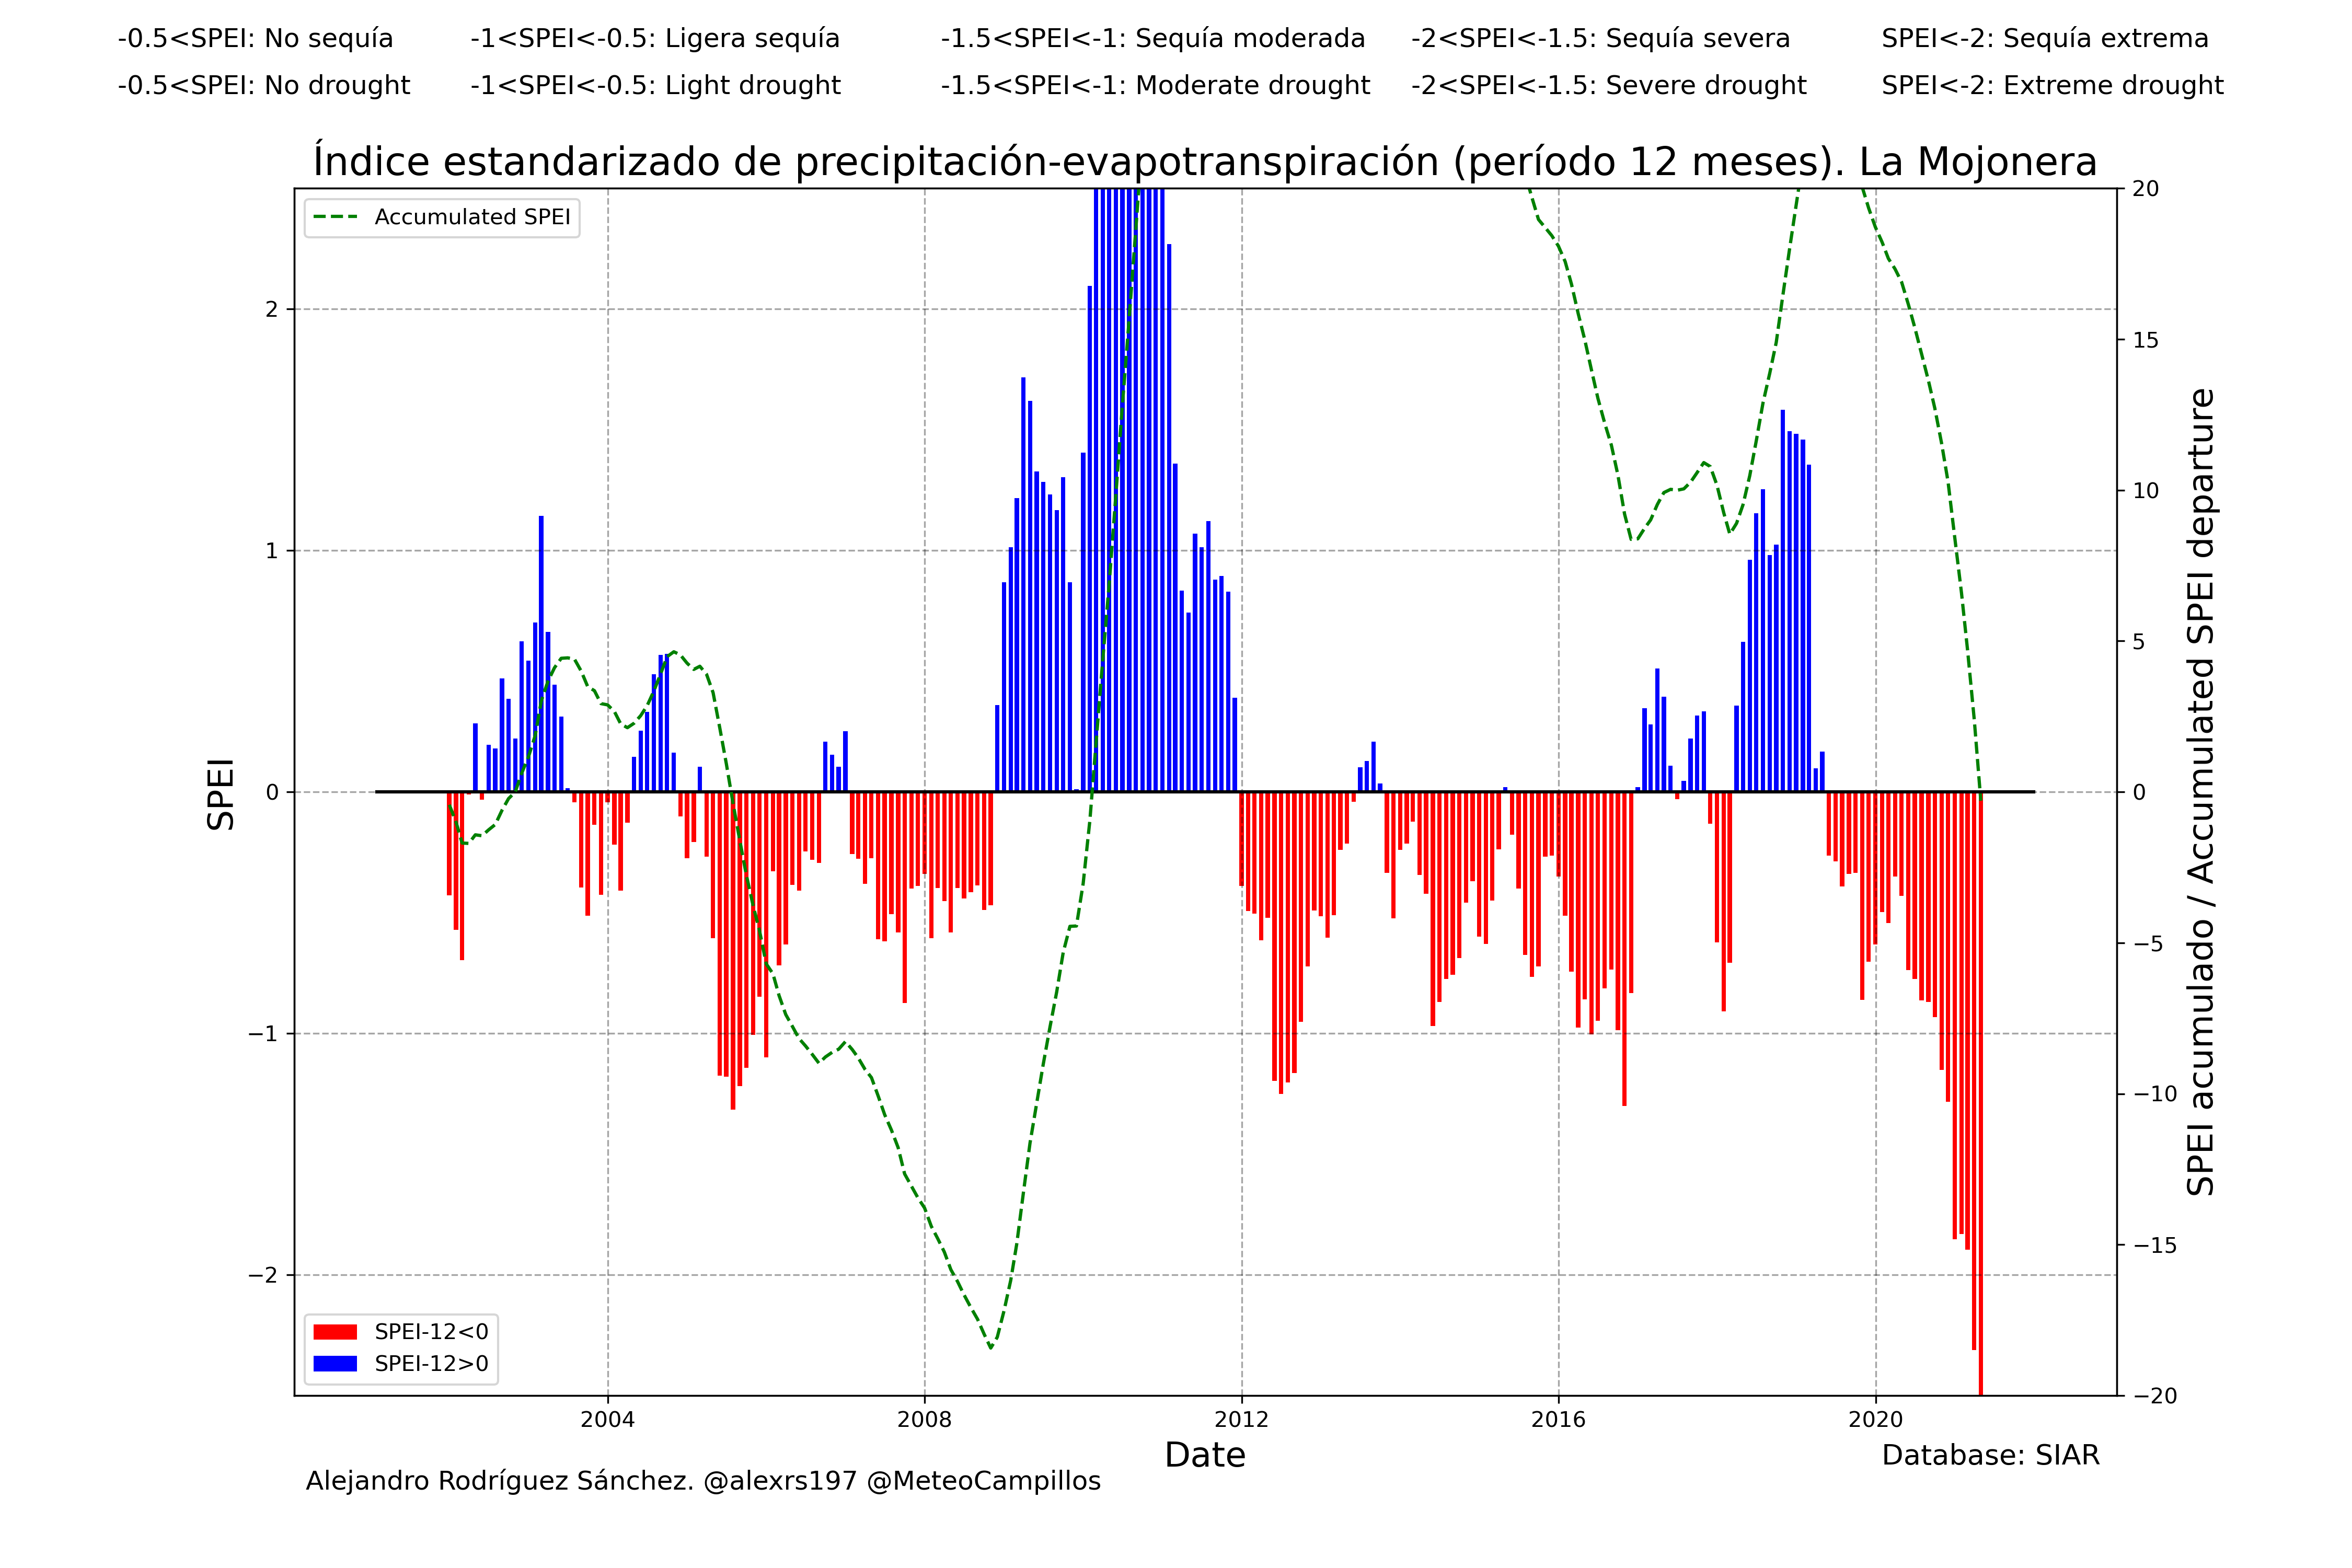 -0.5<SPEI: No sequía
-1<SPEI<-0.5: Ligera sequía
-1.5<SPEI<-1: Sequía moderada
-2<SPEI<-1.5: Sequía severa
SPEI<-2: Sequía extrema
-0.5<SPEI: No drought
-1<SPEI<-0.5: Light drought
-1.5<SPEI<-1: Moderate drought
-2<SPEI<-1.5: Severe drought
SPEI<-2: Extreme drought
Índice estandarizado de precipitación-evapotranspiración (período 12 meses). La Mojonera
Accumulated SPEI
SPEI
2
1
0
−1
−2
20
15
10
5
0
−5
−10
−15
−20
SPEI acumulado / Accumulated SPEI departure
SPEI-12<0
SPEI-12>0
2004
2008
2012
2016
2020
Date
Database: SIAR
Alejandro Rodríguez Sánchez. @alexrs197 @MeteoCampillos